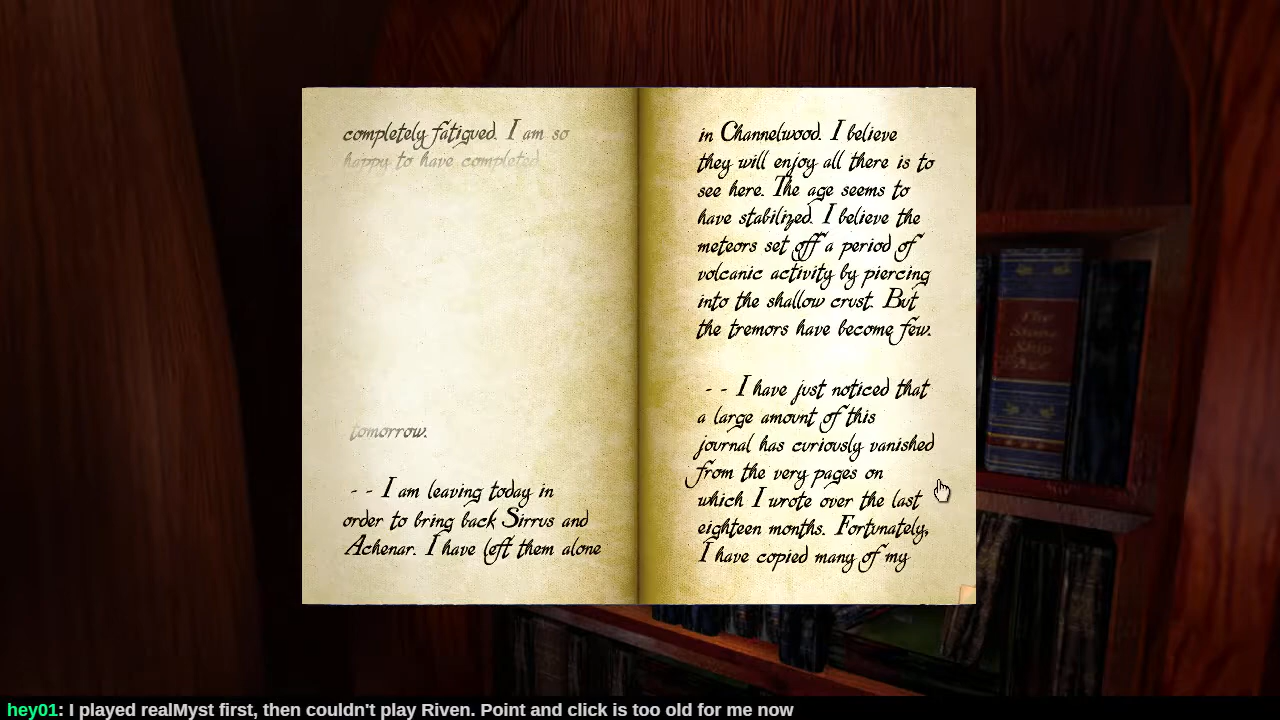 completely fatigued. I am so
happy to have completed
tomorrow.
- - I am leaving today in
order to bring back Sirrus and
Achenar. I have left them alone
in Channelwood. I believe
they will enjoy all there is to
see here. The age seems to
have stabilized. I believe the
meteors set off a period of
volcanic activity by piercing
into the shallow crust. But
the tremors have become few.
- - I have just noticed that
a large amount of this
journal has curiously vanished
from the very pages on
which I wrote over the last
eighteen months. Fortunately,
I have copied many of my
The
Stone
Ship
Age
hey01: I played realMyst first, then couldn't play Riven. Point and click is too old for me now